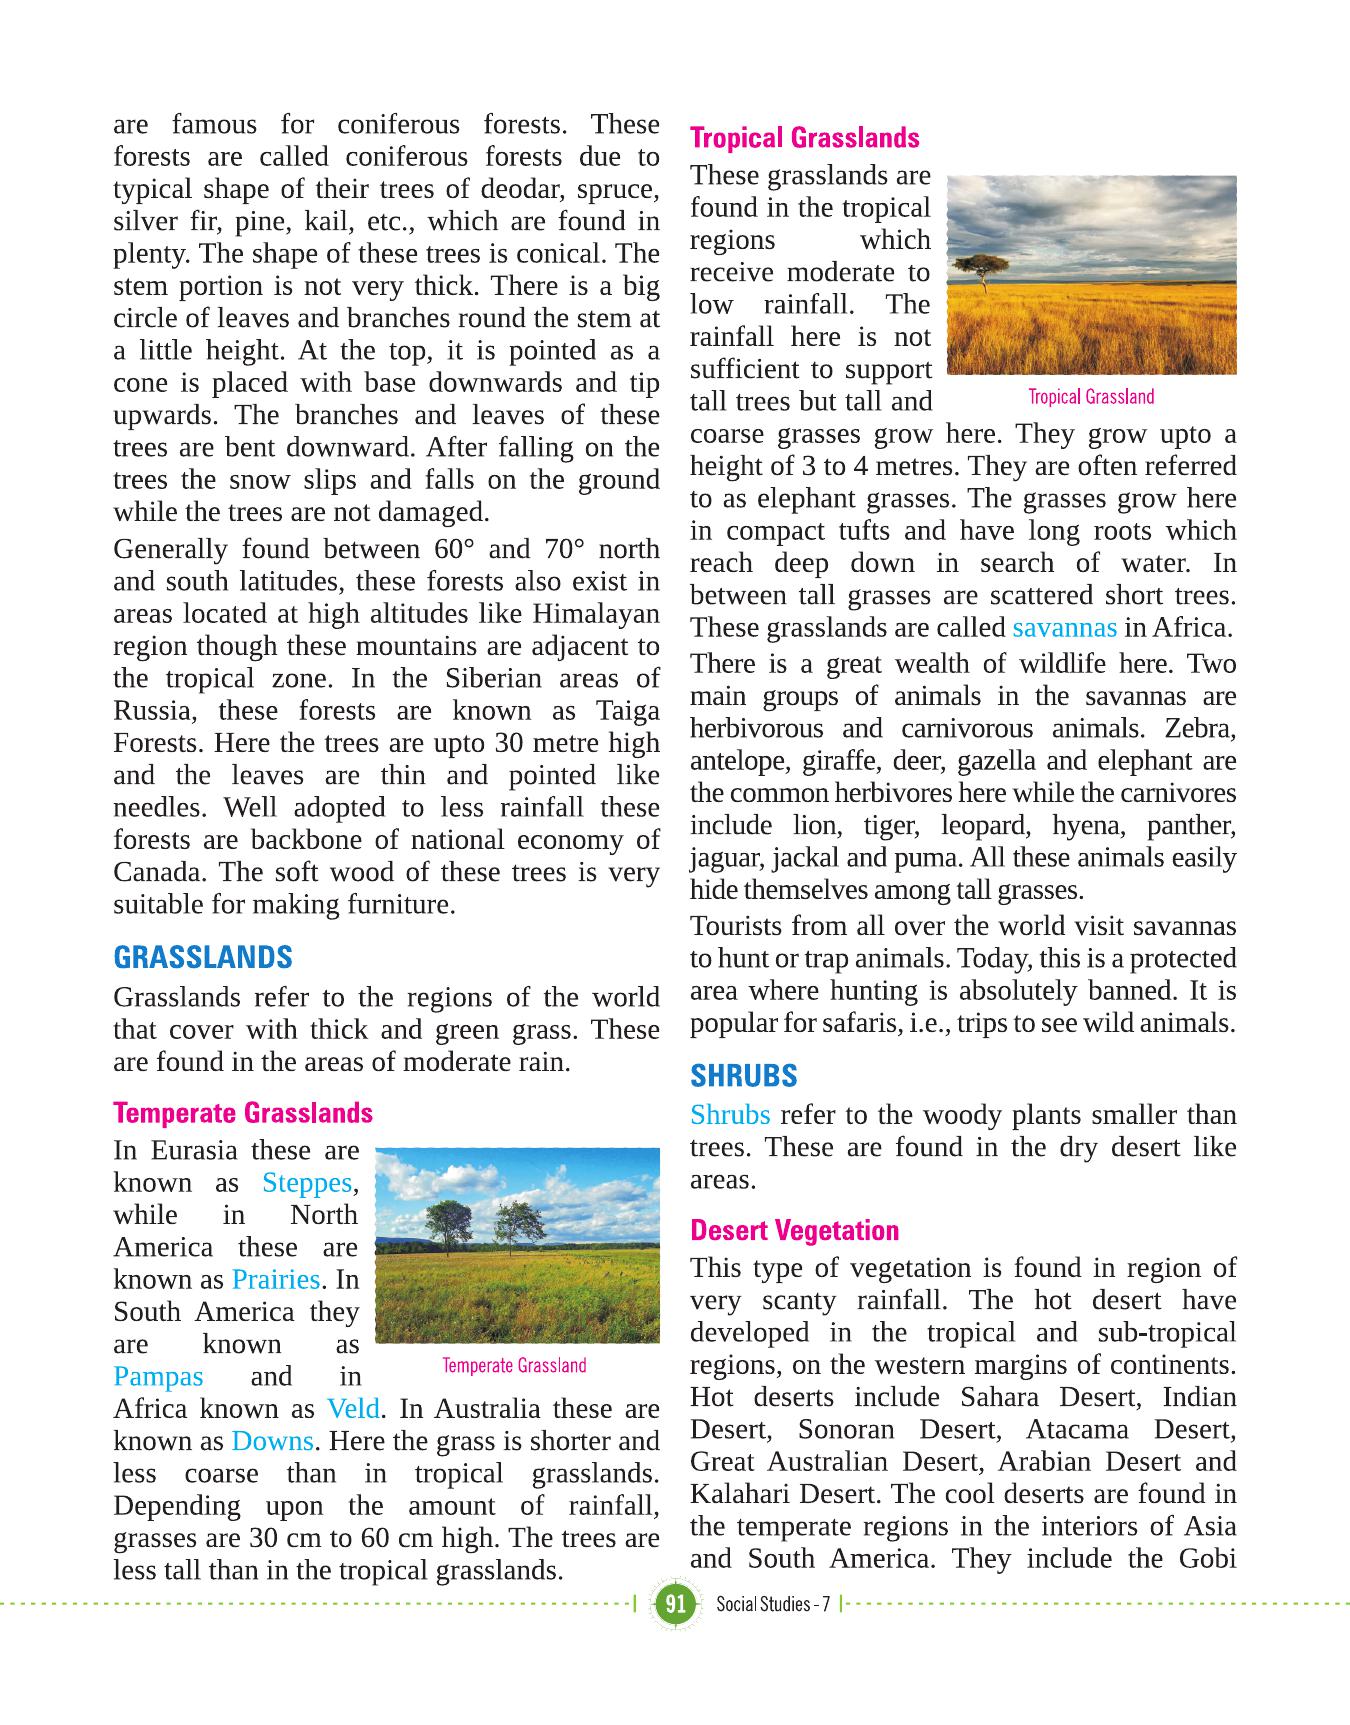 are famous for coniferous forests. These
forests are called coniferous forests due to
typical shape of their trees of deodar, spruce,
silver fir, pine, kail, etc., which are found in
plenty. The shape of these trees is conical. The
stem portion is not very thick. There is a big
circle of leaves and branches round the stem at
a little height. At the top, it is pointed as a
cone is placed with base downwards and tip
upwards. The branches and leaves of these
trees are bent downward. After falling on the
trees the snow slips and falls on the ground
while the trees are not damaged.
Generally found between 60° and 70° north
and south latitudes, these forests also exist in
areas located at high altitudes like Himalayan
region though these mountains are adjacent to
the tropical zone. In the Siberian areas of
Russia, these forests are known as Taiga
Forests. Here the trees are upto 30 metre high
and the leaves are thin and pointed like
needles. Well adopted to less rainfall these
forests are backbone of national economy of
Canada. The soft wood of these trees is very
suitable for making furniture.
GRASSLANDS
Grasslands refer to the regions of the world
that cover with thick and green grass. These
are found in the areas of moderate rain.
Temperate Grasslands
In Eurasia these are
known as Steppes,
while in North
America these are
known as Prairies. In
South America they
are known as
Pampas and in
Temperate Grassland
Africa known as Veld. In Australia these are
known as Downs. Here the grass is shorter and
less coarse than in tropical grasslands.
Depending upon the amount of rainfall,
grasses are 30 cm to 60 cm high. The trees are
less tall than in the tropical grasslands.
Tropical Grasslands
These grasslands are
found in the tropical
regions which
receive moderate to
low rainfall. The
rainfall here is not
sufficient to support
tall trees but tall and
Tropical Grassland
coarse grasses grow here. They grow upto a
height of 3 to 4 metres. They are often referred
to as elephant grasses. The grasses grow here
in compact tufts and have long roots which
reach deep down in search of water. In
between tall grasses are scattered short trees.
These grasslands are called savannas in Africa.
There is a great wealth of wildlife here. Two
main groups of animals in the savannas are
herbivorous and carnivorous animals. Zebra,
antelope, giraffe, deer, gazella and elephant are
the common herbivores here while the carnivores
include lion, tiger, leopard, hyena, panther,
jaguar, jackal and puma. All these animals easily
hide themselves among tall grasses.
Tourists from all over the world visit savannas
to hunt or trap animals. Today, this is a protected
area where hunting is absolutely banned. It is
popular for safaris, i.e., trips to see wild animals.
SHRUBS
Shrubs refer to the woody plants smaller than
trees. These are found in the dry desert like
areas.
Desert Vegetation
This type of vegetation is found in region of
very scanty rainfall. The hot desert have
developed in the tropical and sub-tropical
regions, on the western margins of continents.
Hot deserts include Sahara Desert, Indian
Desert, Sonoran Desert, Atacama Desert,
Great Australian Desert, Arabian Desert and
Kalahari Desert. The cool deserts are found in
the temperate regions in the interiors of Asia
and South America. They include the Gobi
91 Social Studies - 7